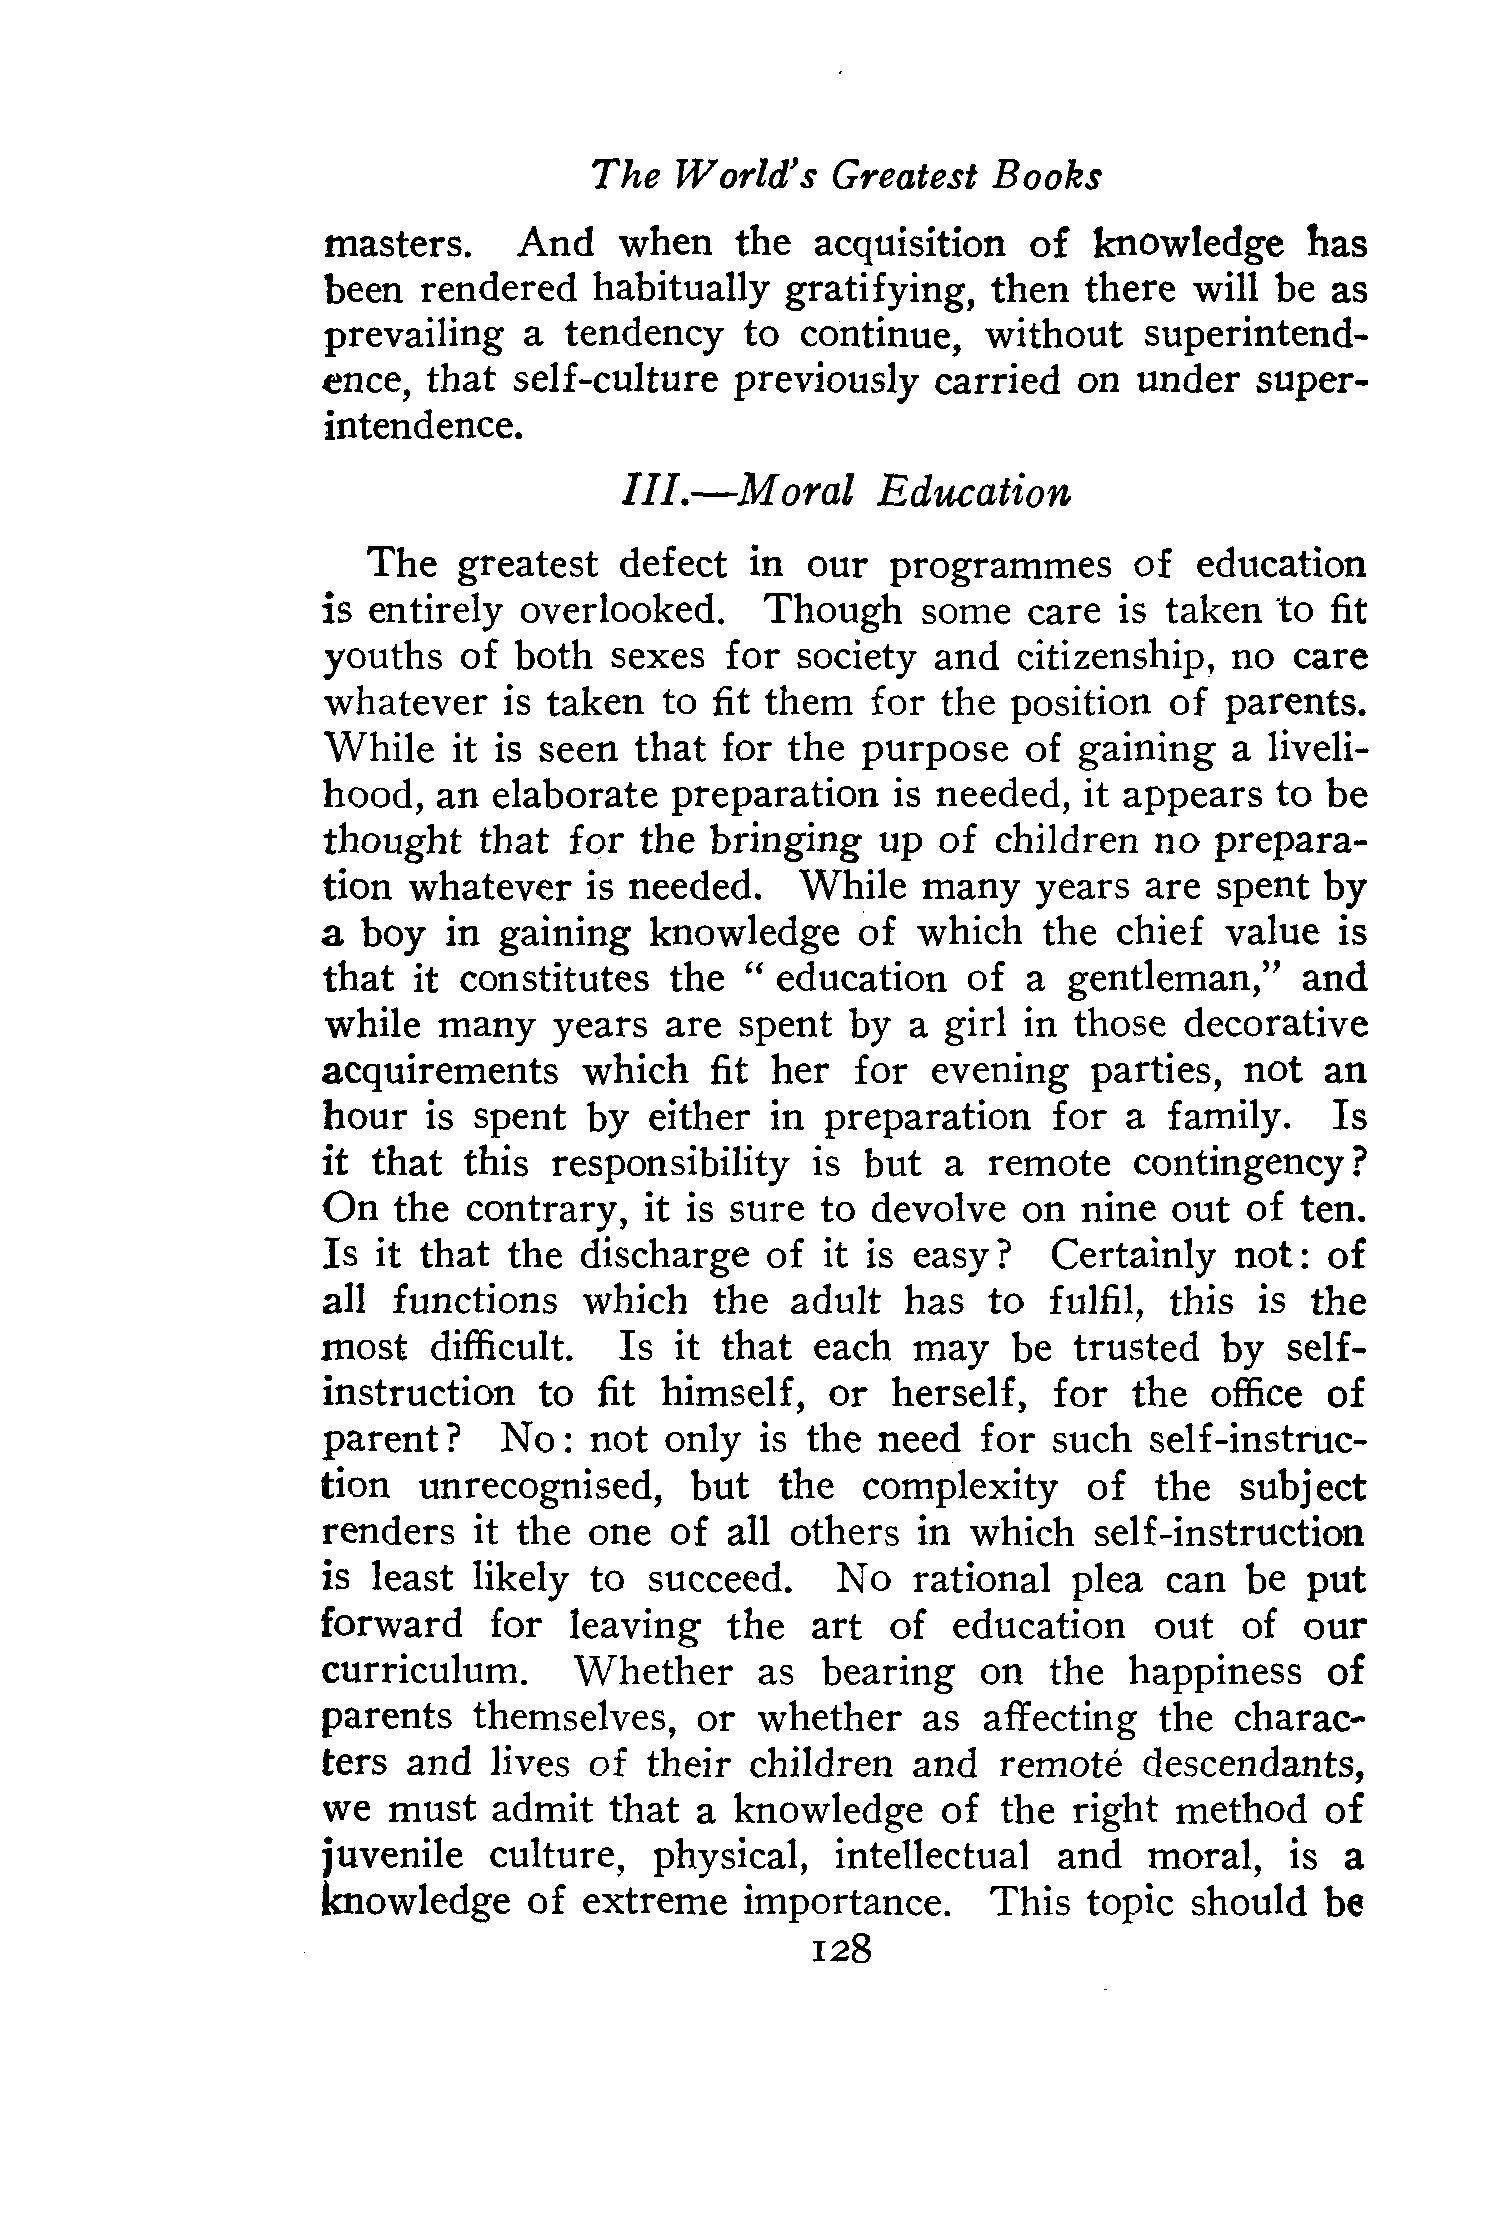 The World's Greatest Books
masters. And when the acquisition of knowledge has
been rendered habitually gratifying, then there will be as
prevailing a tendency to continue, without superintend-
ence, that self-culture previously carried on under super-
intendence.
III.—Moral Education
The greatest defect in our programmes of education
is entirely overlooked. Though some care is taken to fit
youths of both sexes for society and citizenship, no care
whatever is taken to fit them for the position of parents.
While it is seen that for the purpose of gaining a liveli-
hood, an elaborate preparation is needed, it appears to be
thought that for the bringing up of children no prepara-
tion whatever is needed. While many years are spent by
a boy in gaining knowledge of which the chief value is
that it constitutes the " education of a gentleman," and
while many years are spent by a girl in those decorative
acquirements which fit her for evening parties, not an
hour is spent by either in preparation for a family. Is
it that this responsibility is but a remote contingency?
On the contrary, it is sure to devolve on nine out of ten.
Is it that the discharge of it is easy? Certainly not: of
all functions which the adult has to fulfil, this is the
most difficult. Is it that each may be trusted by self-
instruction to fit himself, or herself, for the office of
parent? No: not only is the need for such self-instruc-
tion unrecognised, but the complexity of the subject
renders it the one of all others in which self-instruction
is least likely to succeed. No rational plea can be put
forward for leaving the art of education out of our
curriculum. Whether as bearing on the happiness of
parents themselves, or whether as affecting the charac-
ters and lives of their children and remote descendants,
we must admit that a knowledge of the right method of
juvenile culture, physical, intellectual and moral, is a
knowledge of extreme importance. This topic should be
128